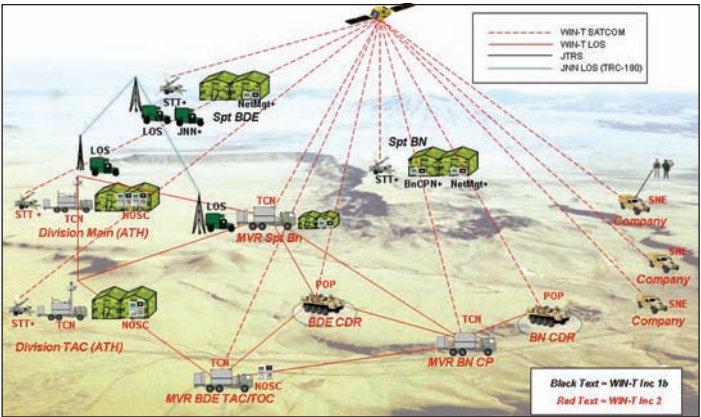 WIN-T SATCOM
WIN-T LOS
JTRS
JNN LOS (TRC-190)
STT+
NetMgt+
Spt BDE
LOS
JNN+
LOS
Spt BN
STT+
BnCPN+
NetMgt+
STT +
TCN
NOSC
Division Main (ATH)
LOS
TCN
MVR Spt Bn
SNE
Company
SNE
Company
SNE
Company
POP
BDE CDR
POP
BN CDR
STT+
TCN
NOSC
Division TAC (ATH)
TCN
MVR BN CP
TCN
NOSC
MVR BDE TAC/TOC
Black Text = WIN-T Inc 1b
Red Text = WIN-T Inc 2